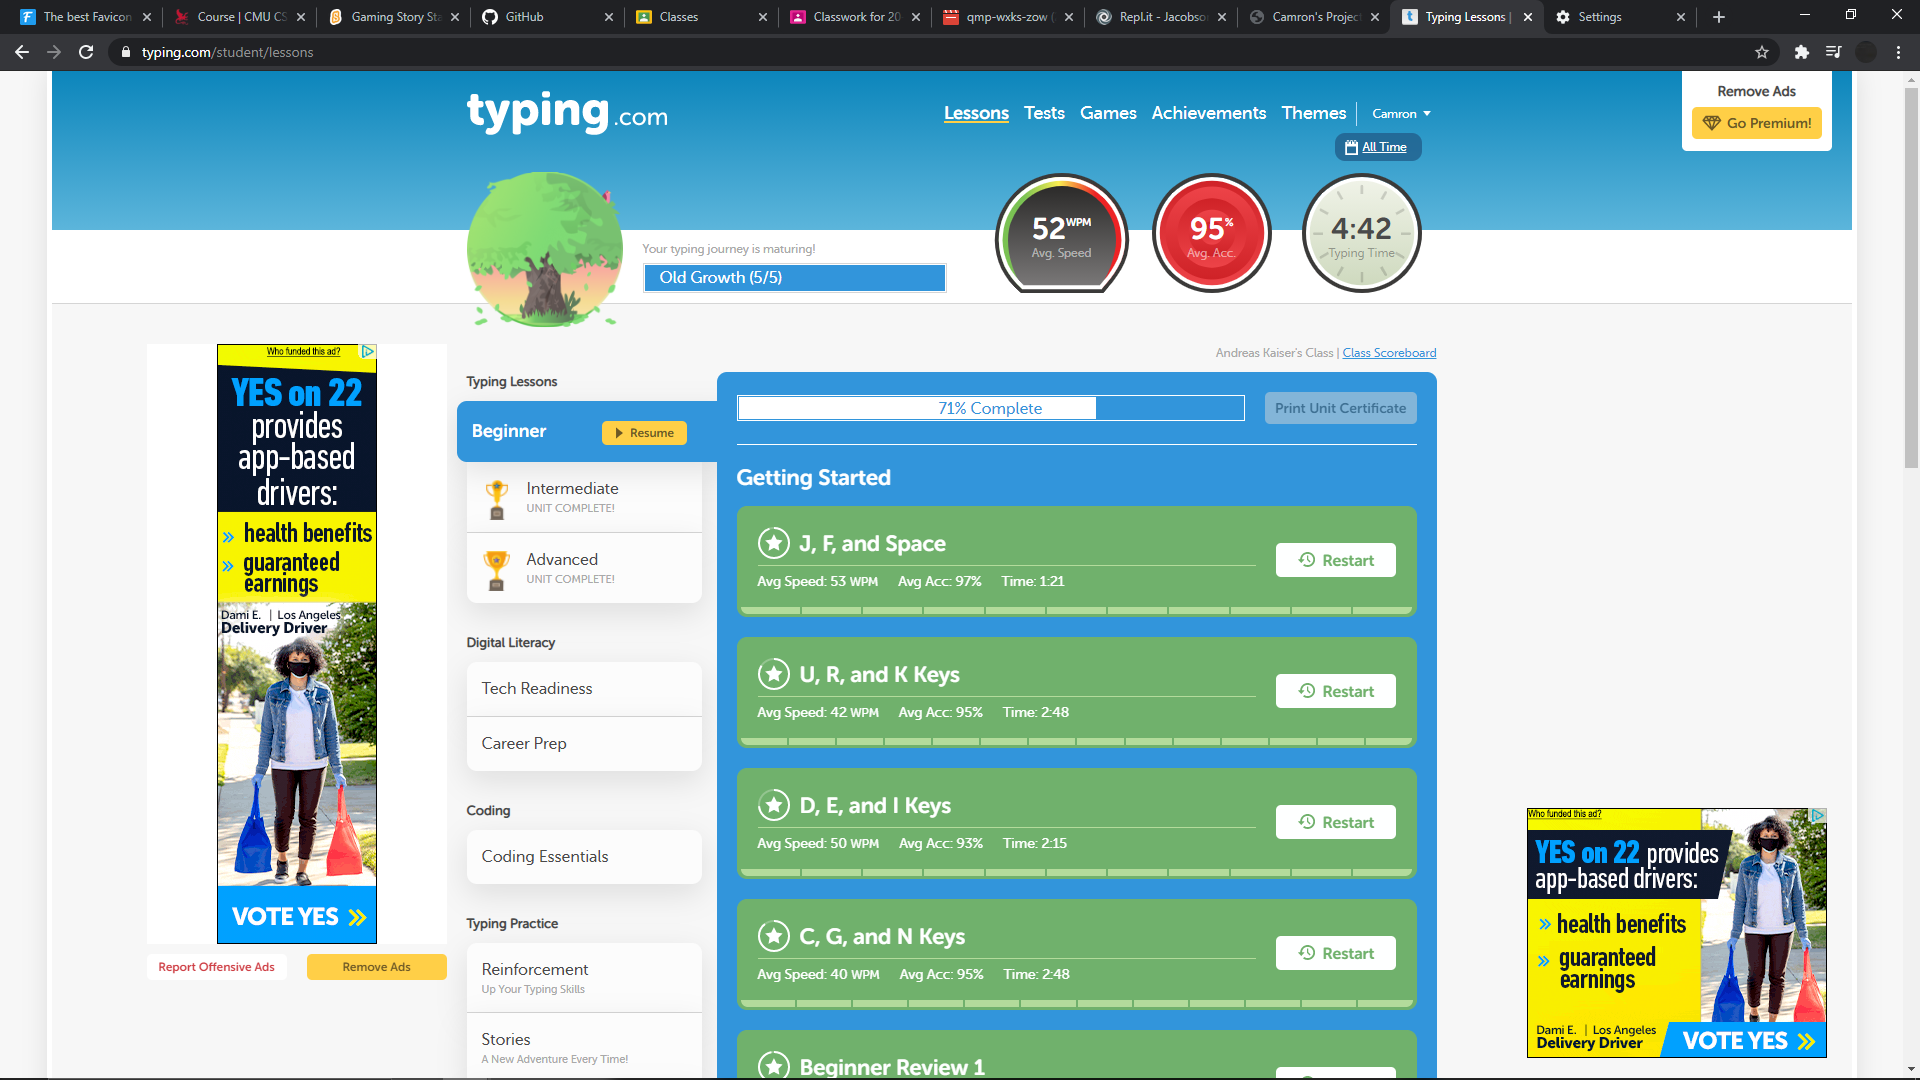 The best Favicon
Course | CMU CS
Gaming Story Sta
GitHub
Classes
Classwork for 20
qmp-wxks-zow (
Repl.it - Jacobso
Camron's Project
Typing Lessons |
Settings
typing.com/student/lessons
typing.com
Lessons Tests Games Achievements Themes Camron
All Time
Remove Ads
Go Premium!
Your typing journey is maturing!
Old Growth (5/5)
52 WPM
Avg. Speed
95%
Avg. Acc.
4:42
Typing Time
Andreas Kaiser's Class | Class Scoreboard
Who funded this ad?
YES on 22
provides
app-based
drivers:
» health benefits
» guaranteed
earnings
Dami E. | Los Angeles
Delivery Driver
VOTE YES »
Report Offensive Ads
Remove Ads
Typing Lessons
Beginner
Resume
Intermediate
UNIT COMPLETE!
Advanced
UNIT COMPLETE!
Digital Literacy
Tech Readiness
Career Prep
Coding
Coding Essentials
Typing Practice
Reinforcement
Up Your Typing Skills
Stories
A New Adventure Every Time!
71% Complete
Print Unit Certificate
Getting Started
J, F, and Space
Avg Speed: 53 WPM Avg Acc: 97% Time: 1:21
Restart
U, R, and K Keys
Avg Speed: 42 WPM Avg Acc: 95% Time: 2:48
Restart
D, E, and I Keys
Avg Speed: 50 WPM Avg Acc: 93% Time: 2:15
Restart
C, G, and N Keys
Avg Speed: 40 WPM Avg Acc: 95% Time: 2:48
Restart
Beginner Review 1
Who funded this ad?
YES on 22 provides
app-based drivers:
» health benefits
» guaranteed
earnings
Dami E. | Los Angeles
Delivery Driver
VOTE YES »